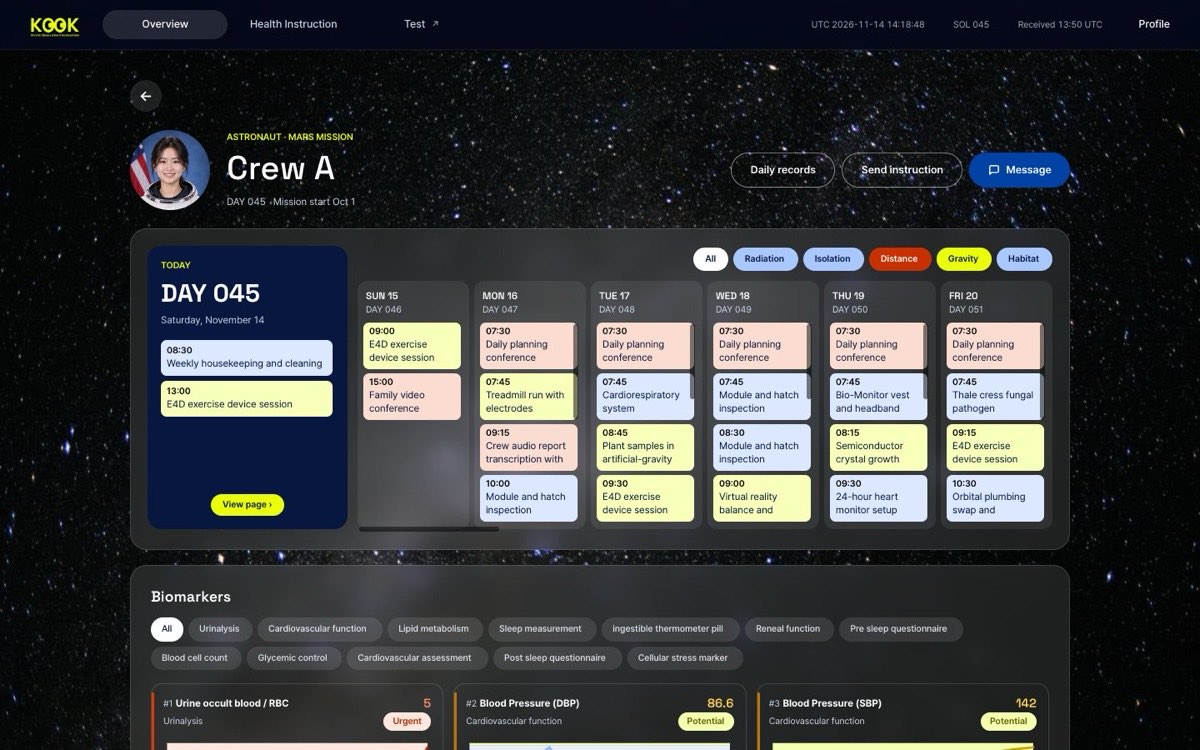 KOOK
Overview
Health Instruction
Test ↗
UTC 2026-11-14 14:18:48
SOL 045
Received 13:50 UTC
Profile
ASTRONAUT · MARS MISSION
Crew A
DAY 045 · Mission start Oct 1
Daily records
Send instruction
Message
TODAY
DAY 045
Saturday, November 14
08:30
Weekly housekeeping and cleaning
13:00
E4D exercise device session
View page ›
All
Radiation
Isolation
Distance
Gravity
Habitat
SUN 15
DAY 046
09:00
E4D exercise
device session
15:00
Family video
conference
MON 16
DAY 047
07:30
Daily planning
conference
07:45
Treadmill run with
electrodes
09:15
Crew audio report
transcription with
10:00
Module and hatch
inspection
TUE 17
DAY 048
07:30
Daily planning
conference
07:45
Cardiorespiratory
system
08:45
Plant samples in
artificial-gravity
09:30
E4D exercise
device session
WED 18
DAY 049
07:30
Daily planning
conference
07:45
Module and hatch
inspection
08:30
Module and hatch
inspection
09:00
Virtual reality
balance and
THU 19
DAY 050
07:30
Daily planning
conference
07:45
Bio-Monitor vest
and headband
08:15
Semiconductor
crystal growth
09:30
24-hour heart
monitor setup
FRI 20
DAY 051
07:30
Daily planning
conference
07:45
Thale cress fungal
pathogen
09:15
E4D exercise
device session
10:30
Orbital plumbing
swap and
Biomarkers
All
Urinalysis
Cardiovascular function
Lipid metabolism
Sleep measurement
ingestible thermometer pill
Reneal function
Pre sleep questionnaire
Blood cell count
Glycemic control
Cardiovascular assessment
Post sleep questionnaire
Cellular stress marker
#1 Urine occult blood / RBC
5
Urinalysis
Urgent
#2 Blood Pressure (DBP)
86.6
Cardiovascular function
Potential
#3 Blood Pressure (SBP)
142
Cardiovascular function
Potential